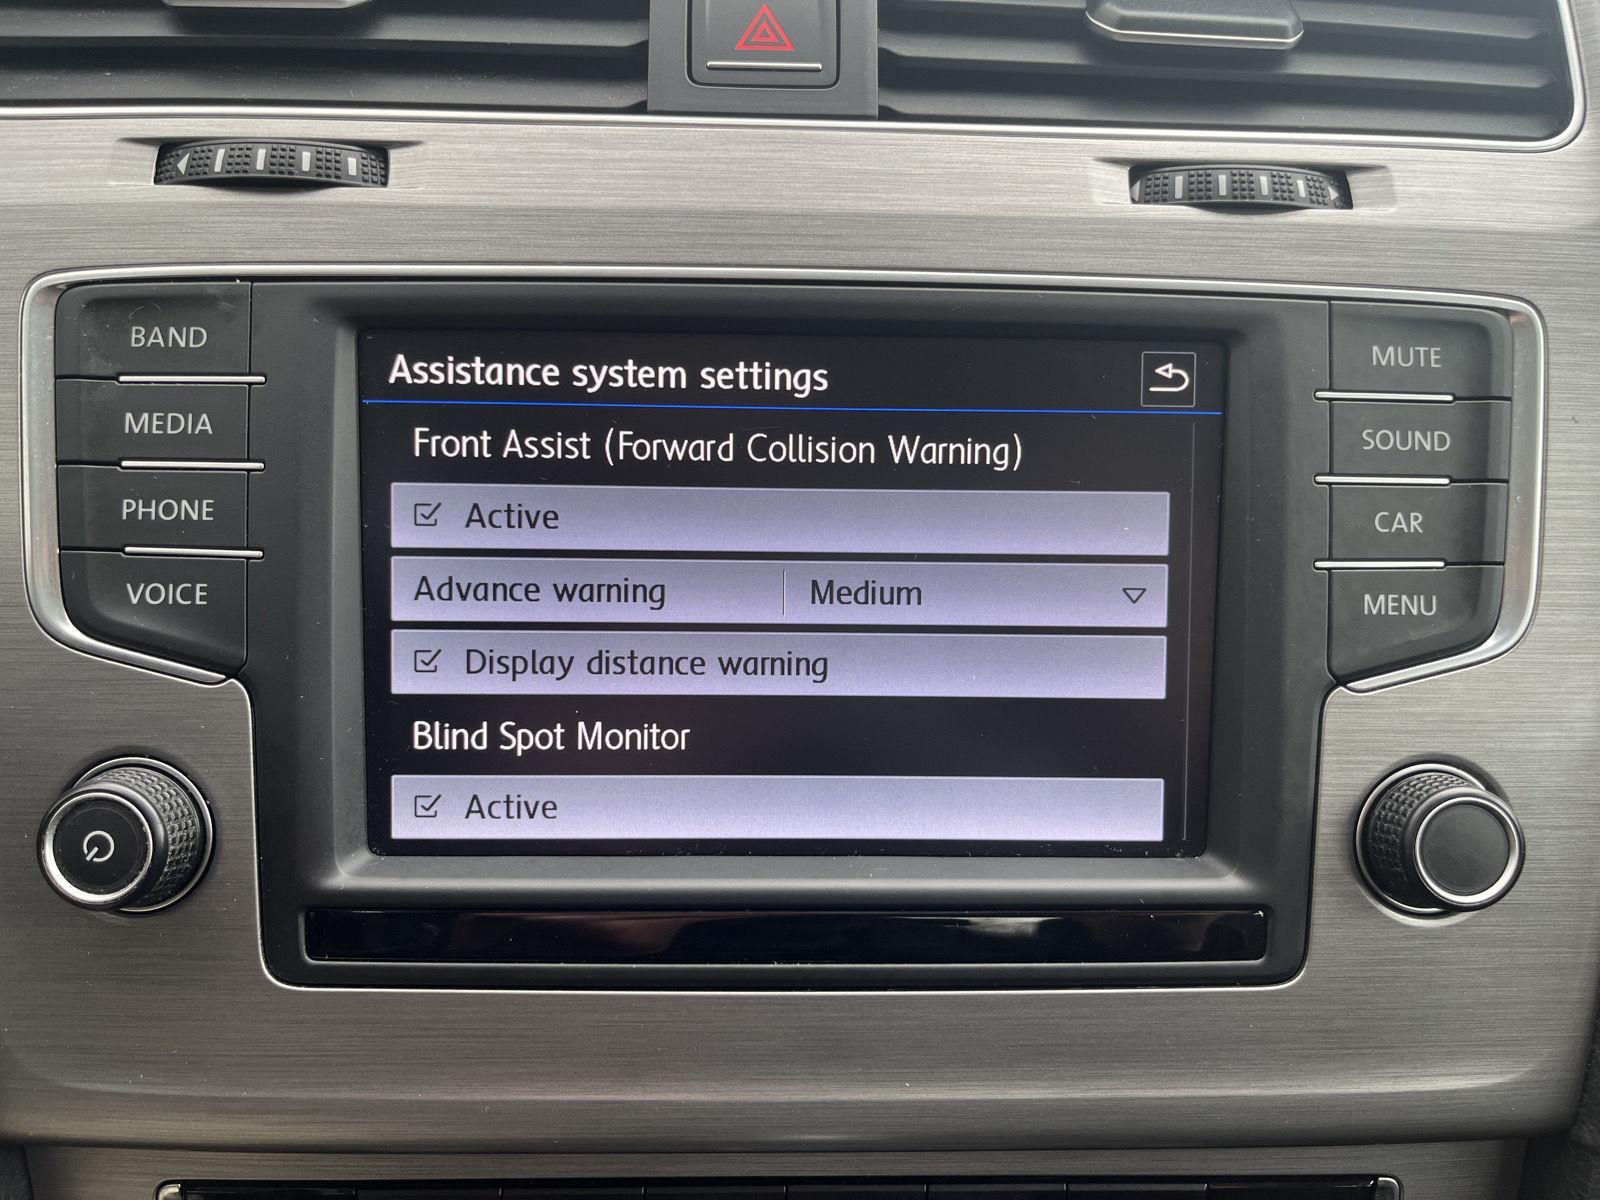 BAND
MEDIA
PHONE
VOICE
Assistance system settings
Front Assist (Forward Collision Warning)
Active
Advance warning Medium
Display distance warning
Blind Spot Monitor
Active
MUTE
SOUND
CAR
MENU